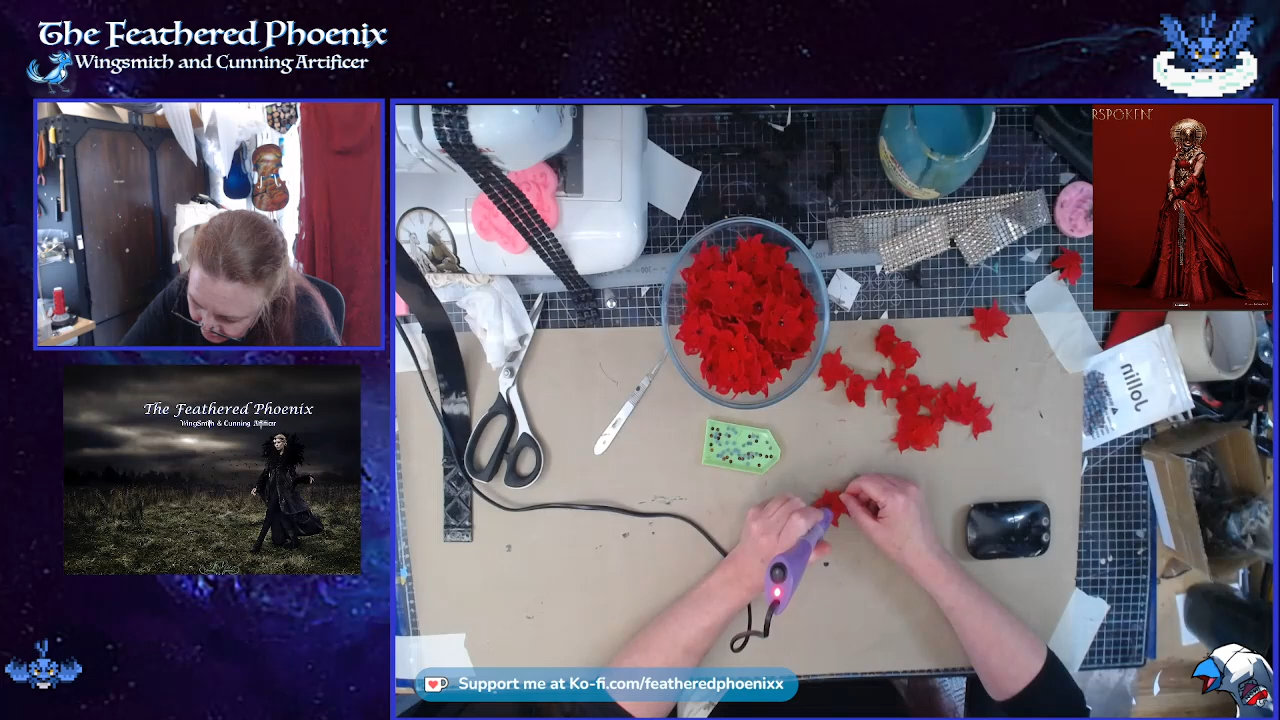 The Feathered Phoenix
Wingsmith and Cunning Artificer
RSPOKEN
The Feathered Phoenix
WingSmith & Cunning Artificer
Jollin
Support me at Ko-fi.com/featheredphoenixx